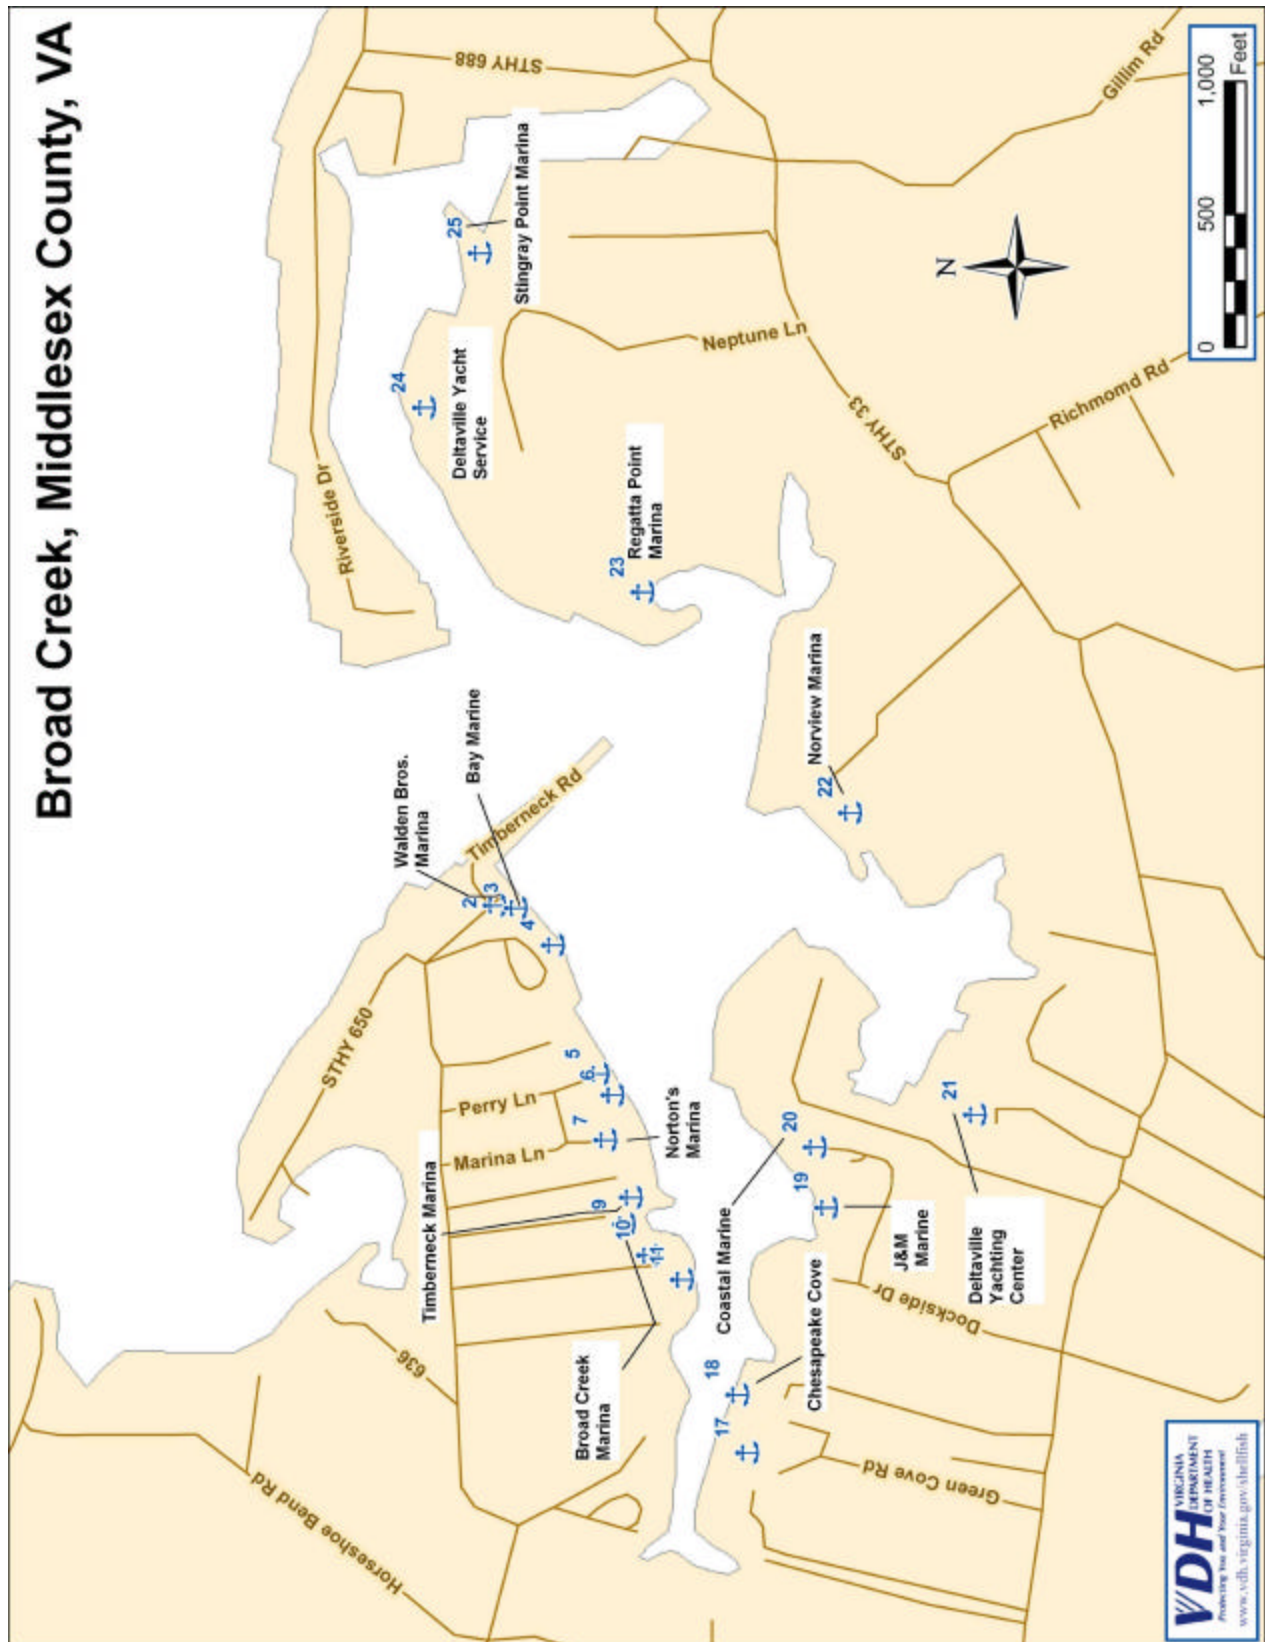 Broad Creek, Middlesex County, VA
STHY 688
Gillim Rd
0 500 1,000
Feet
N
25
Stingray Point Marina
24
Deltaville Yacht
Service
Riverside Dr
Neptune Ln
STHY 33
Richmomd Rd
23
Regatta Point
Marina
Norview Marina
22
Bay Marine
Walden Bros.
Marina
Timberneck Rd
2
3
4
STHY 650
5
6
7
Perry Ln
Marina Ln
Norton's
Marina
Timberneck Marina
9
10
11
Broad Creek
Marina
636
Horseshoe Bend Rd
20
Coastal Marine
19
J&M
Marine
21
Deltaville
Yachting
Center
Dockside Dr
18
Chesapeake Cove
17
Green Cove Rd
VDH VIRGINIA
DEPARTMENT
OF HEALTH
Protecting You and Your Environment
www.vdh.virginia.gov/shellfish